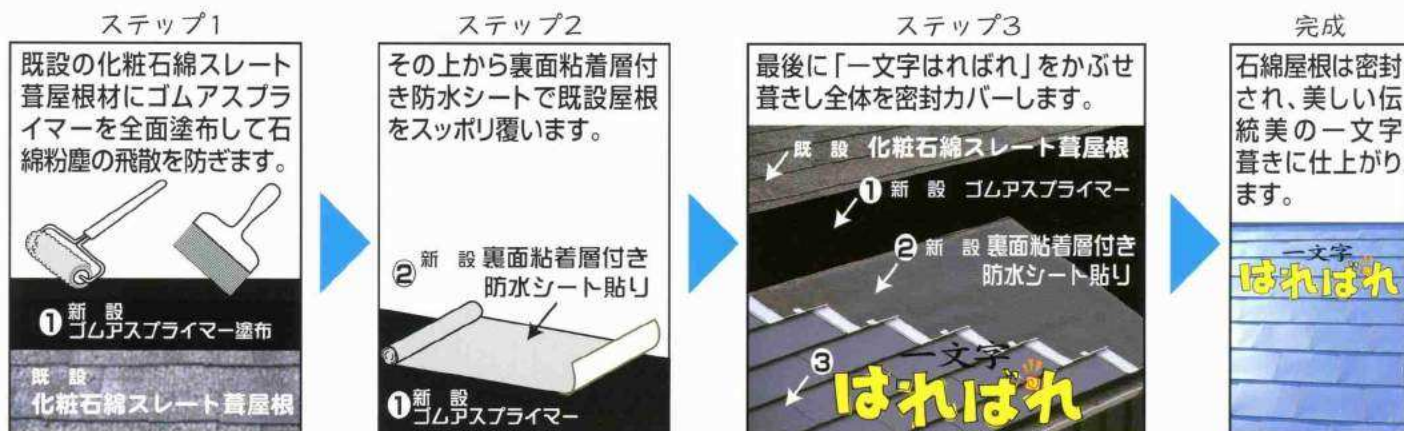 ステップ1
既設の化粧石綿スレート
葺屋根材にゴムアスプラ
イマーを全面塗布して石
綿粉塵の飛散を防ぎます。
❶新 設
ゴムアスプライマー塗布
既 設
化粧石綿スレート葺屋根
ステップ2
その上から裏面粘着層付
き防水シートで既設屋根
をスッポリ覆います。
②新 設 裏面粘着層付き
防水シート貼り
❶新 設
ゴムアスプライマー
ステップ3
最後に「一文字はればれ」をかぶせ
葺きし全体を密封カバーします。
既 設 化粧石綿スレート葺屋根
❶新 設 ゴムアスプライマー
②新 設 裏面粘着層付き
防水シート貼り
③
一文字
はればれ
完成
石綿屋根は密封
され、美しい伝
統美の一文字
葺きに仕上がり
ます。
一文字
はればれ